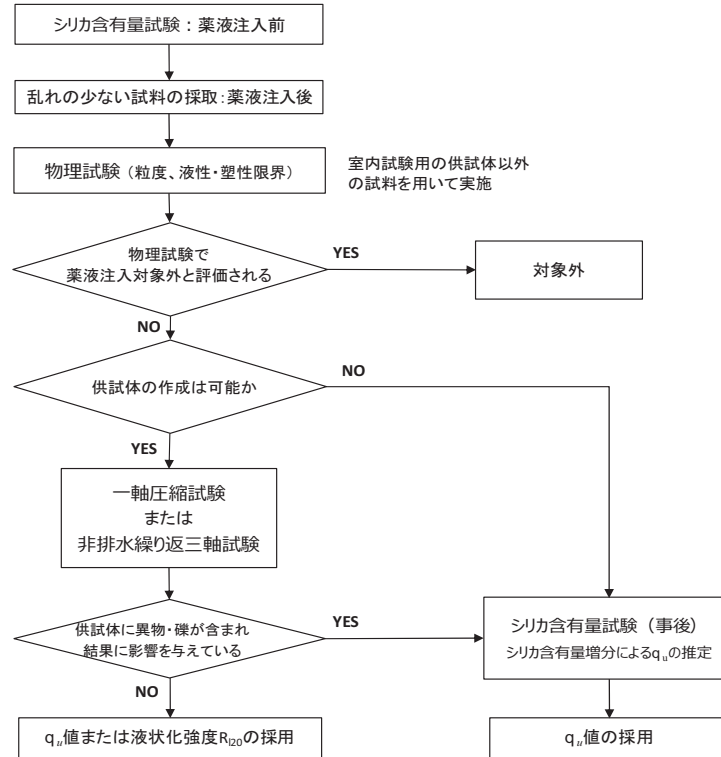 シリカ含有量試験：薬液注入前
乱れの少ない試料の採取：薬液注入後
物理試験（粒度、液性・塑性限界）
室内試験用の供試体以外
の試料を用いて実施
物理試験で
薬液注入対象外と評価される
YES
対象外
NO
供試体の作成は可能か
NO
YES
一軸圧縮試験
または
非排水繰り返三軸試験
供試体に異物・礫が含まれ
結果に影響を与えている
YES
シリカ含有量試験（事後）
シリカ含有量増分によるquの推定
NO
qu値または液状化強度Rl20の採用
qu値の採用